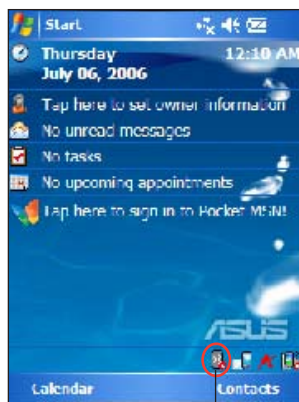 Start
Thursday 12:10 AM
July 06, 2006
Tap here to set owner information
No unread messages
No tasks
No upcoming appointments
Tap here to sign in to Pocket MSN!
ASUS
Calendar Contacts